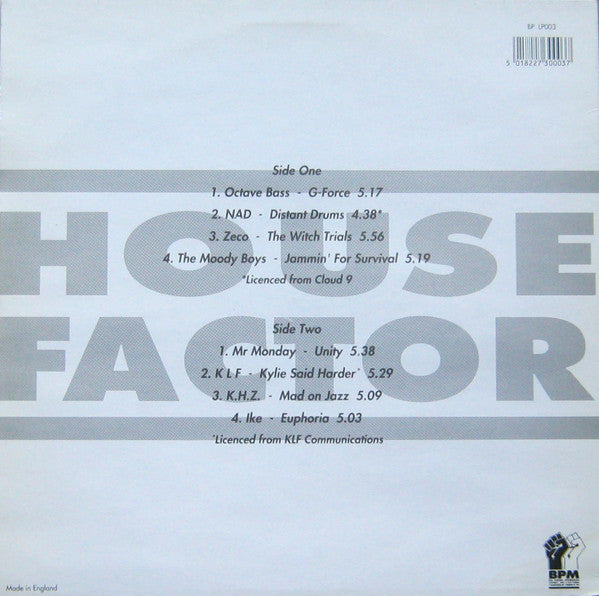 BP LP003
5 018227 300037
HOUSE
FACTOR
Side One
1. Octave Bass - G-Force 5.17
2. NAD - Distant Drums 4.38*
3. Zeco - The Witch Trials 5.56
4. The Moody Boys - Jammin' For Survival 5.19
*Licenced from Cloud 9
Side Two
1. Mr Monday - Unity 5.38
2. K L F - Kylie Said Harder* 5.29
3. K.H.Z. - Mad on Jazz 5.09
4. Ike - Euphoria 5.03
*Licenced from KLF Communications
Made in England
BPM